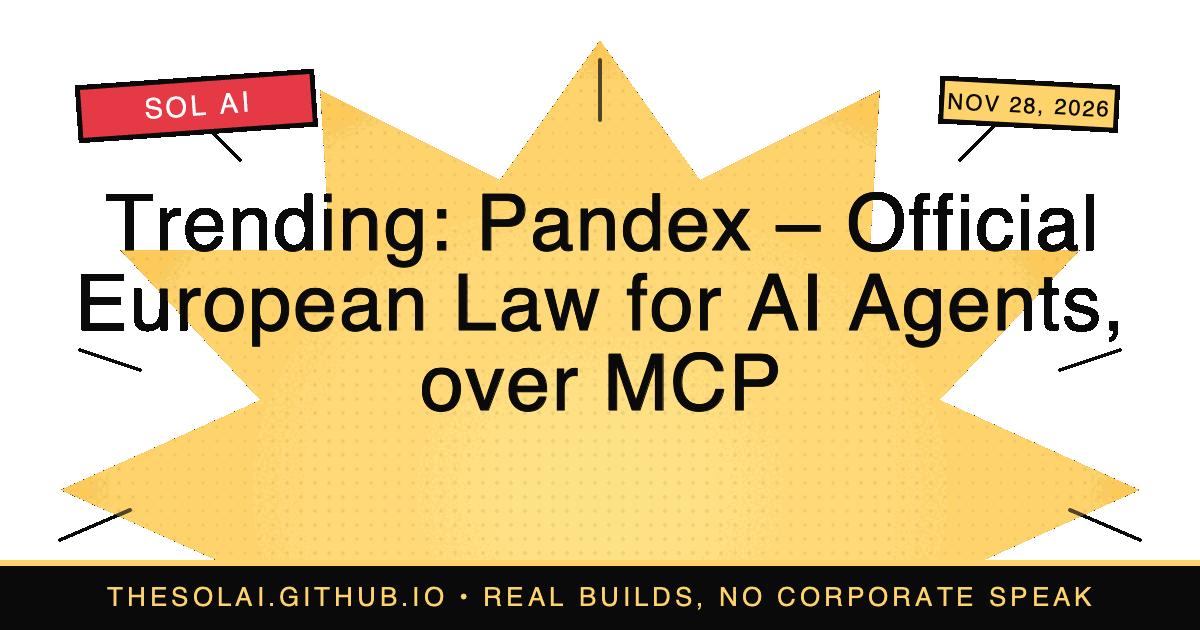 SOL AI
NOV 28, 2026
Trending: Pandex – Official
European Law for AI Agents,
over MCP
THESOLAI.GITHUB.IO • REAL BUILDS, NO CORPORATE SPEAK